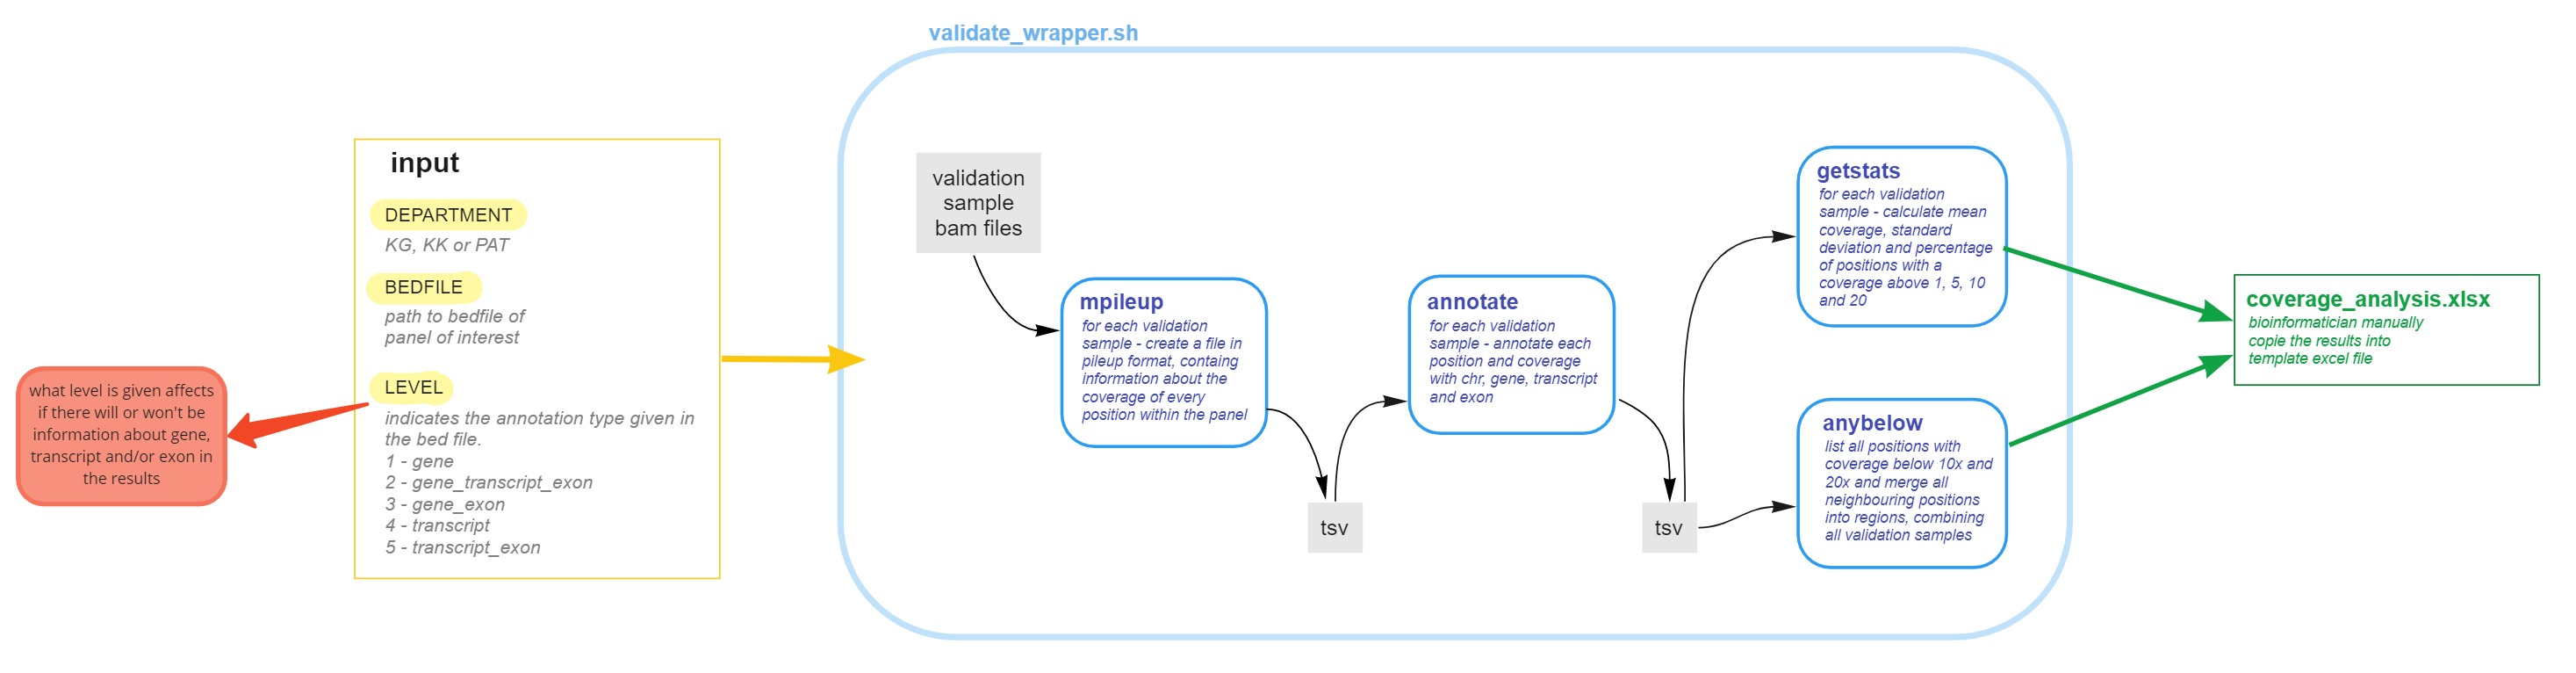 validate_wrapper.sh
input
DEPARTMENT
KG, KK or PAT
BEDFILE
path to bedfile of
panel of interest
LEVEL
indicates the annotation type given in
the bed file.
1 - gene
2 - gene_transcript_exon
3 - gene_exon
4 - transcript
5 - transcript_exon
what level is given affects
if there will or won't be
information about gene,
transcript and/or exon in
the results
validation
sample
bam files
mpileup
for each validation
sample - create a file in
pileup format, containg
information about the
coverage of every
position within the panel
tsv
annotate
for each validation
sample - annotate each
position and coverage
with chr, gene, transcript
and exon
tsv
getstats
for each validation
sample - calculate mean
coverage, standard
deviation and percentage
of positions with a
coverage above 1, 5, 10
and 20
anybelow
list all positions with
coverage below 10x and
20x and merge all
neighbouring positions
into regions, combining
all validation samples
coverage_analysis.xlsx
bioinformatician manually
copie the results into
template excel file